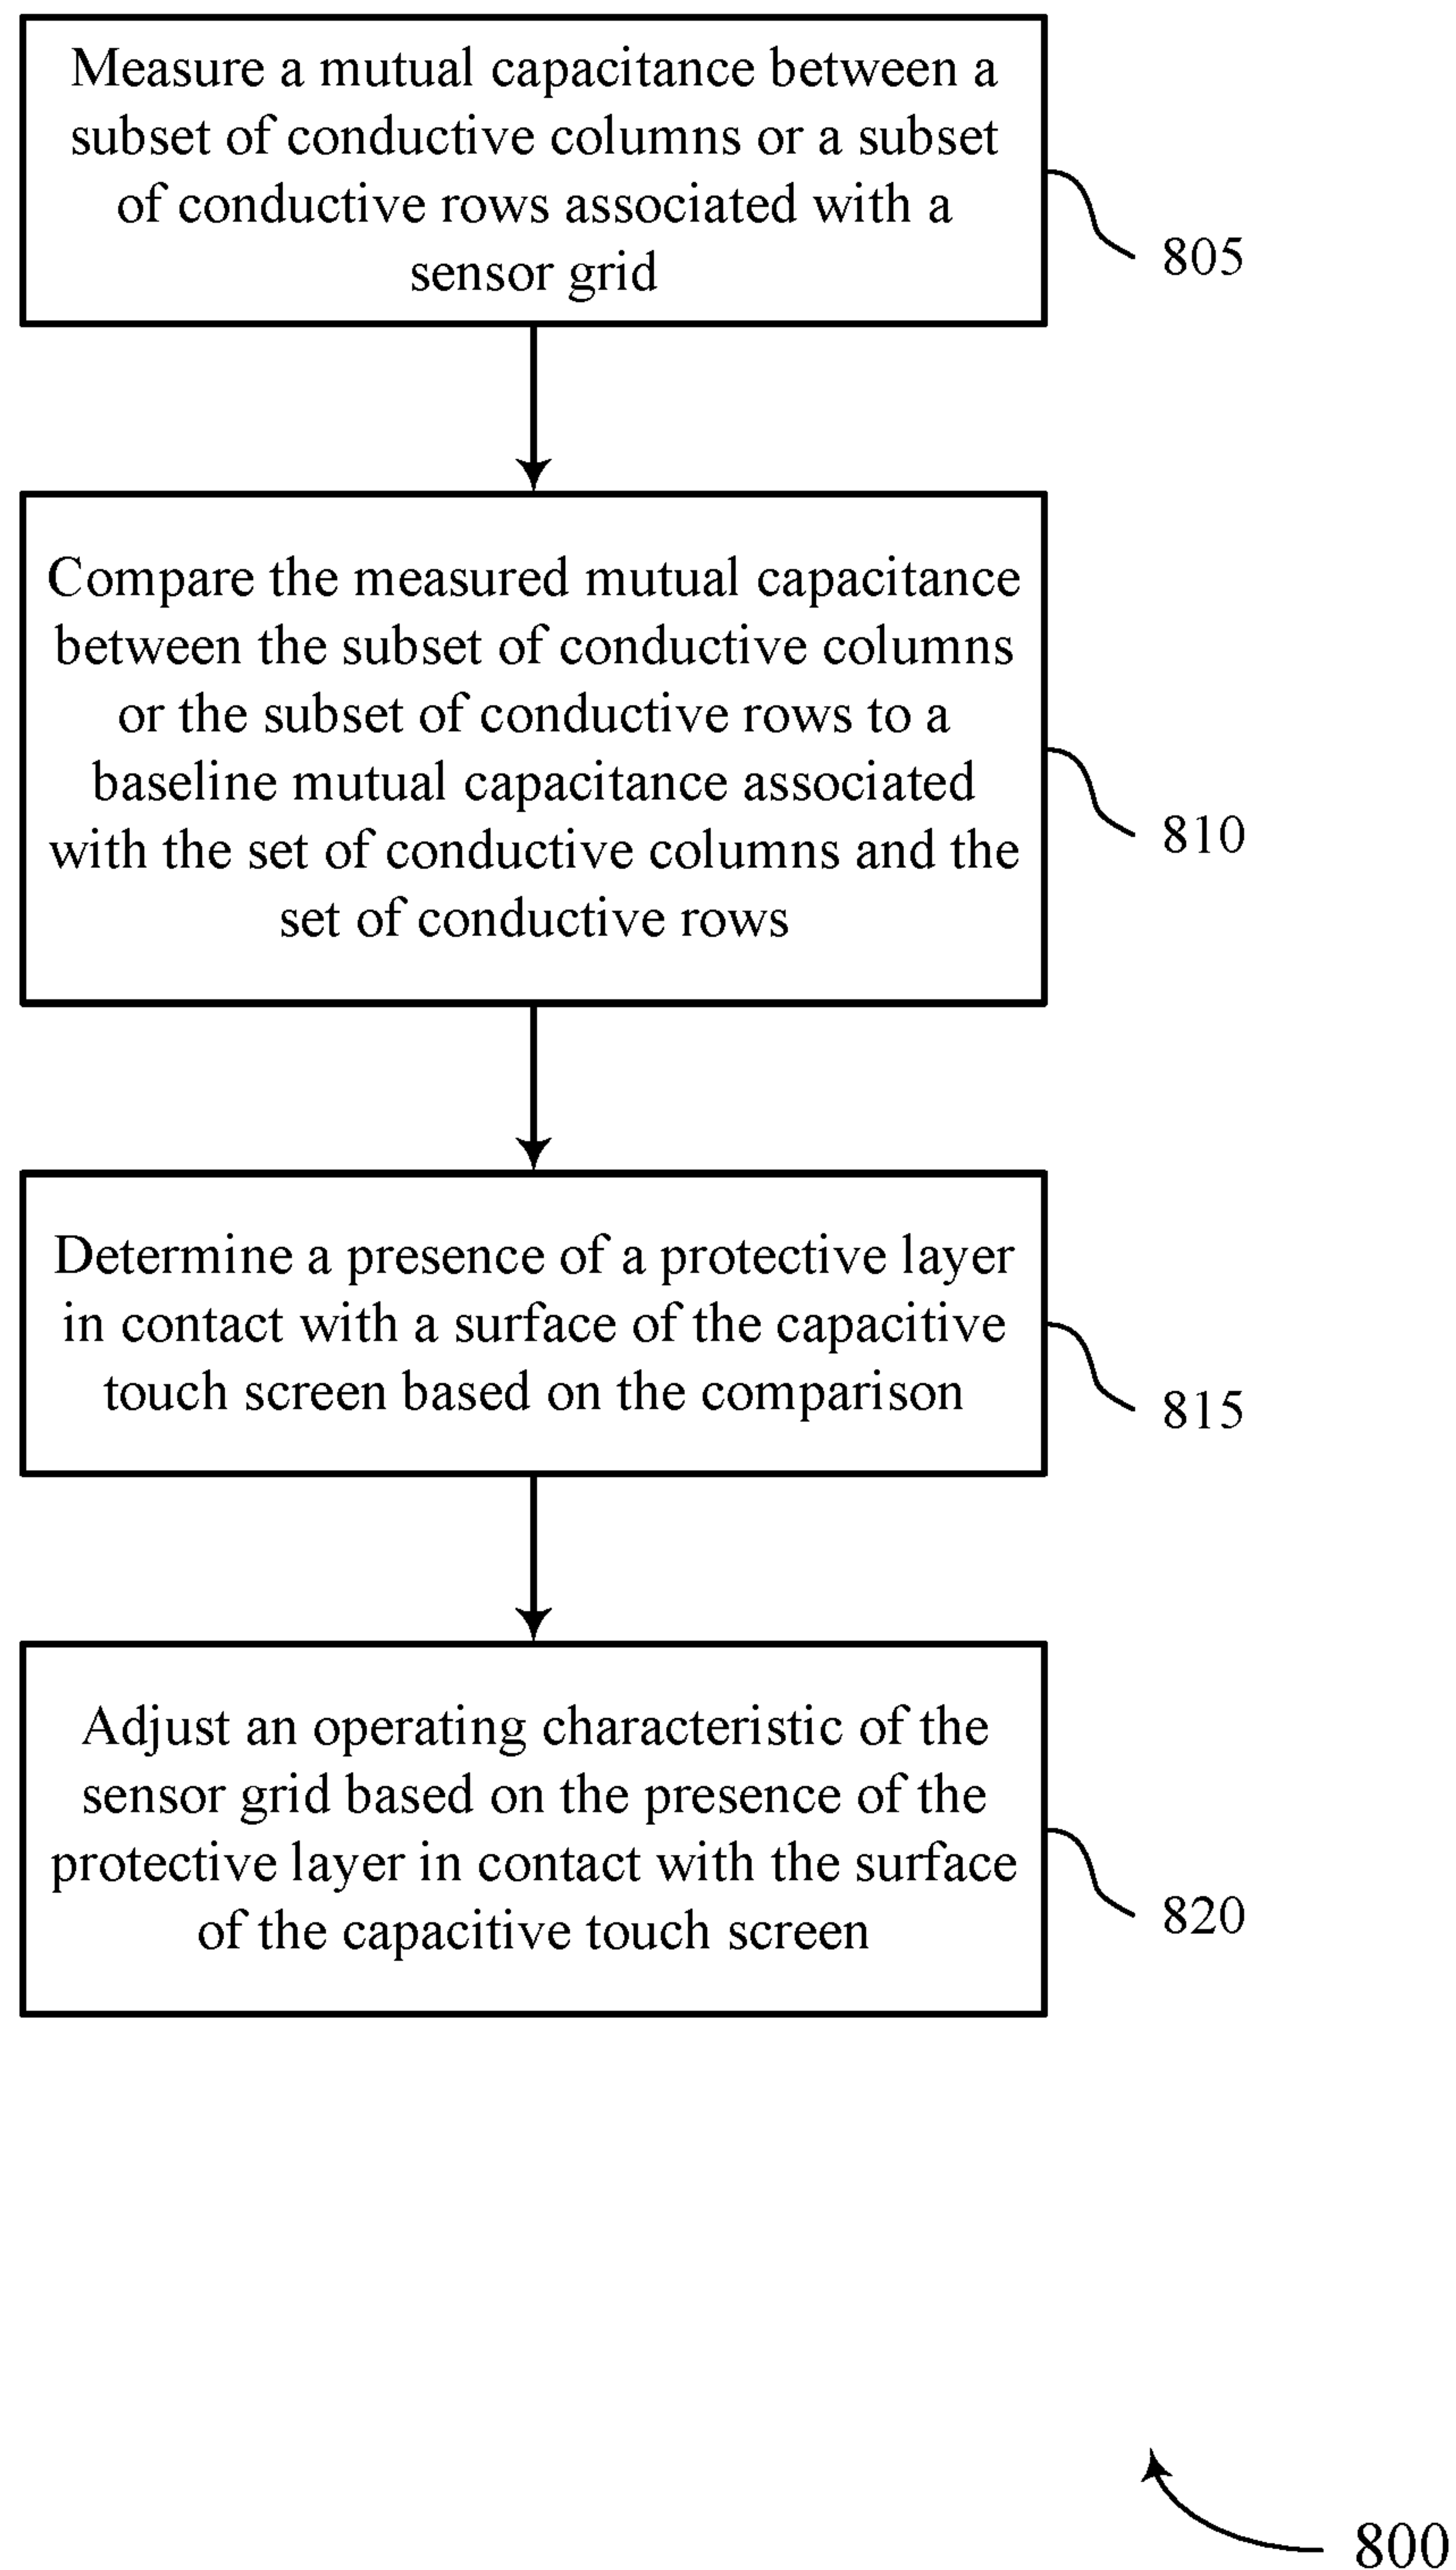 Measure a mutual capacitance between a
subset of conductive columns or a subset
of conductive rows associated with a
sensor grid
805
Compare the measured mutual capacitance
between the subset of conductive columns
or the subset of conductive rows to a
baseline mutual capacitance associated
with the set of conductive columns and the
set of conductive rows
810
Determine a presence of a protective layer
in contact with a surface of the capacitive
touch screen based on the comparison
815
Adjust an operating characteristic of the
sensor grid based on the presence of the
protective layer in contact with the surface
of the capacitive touch screen
820
800